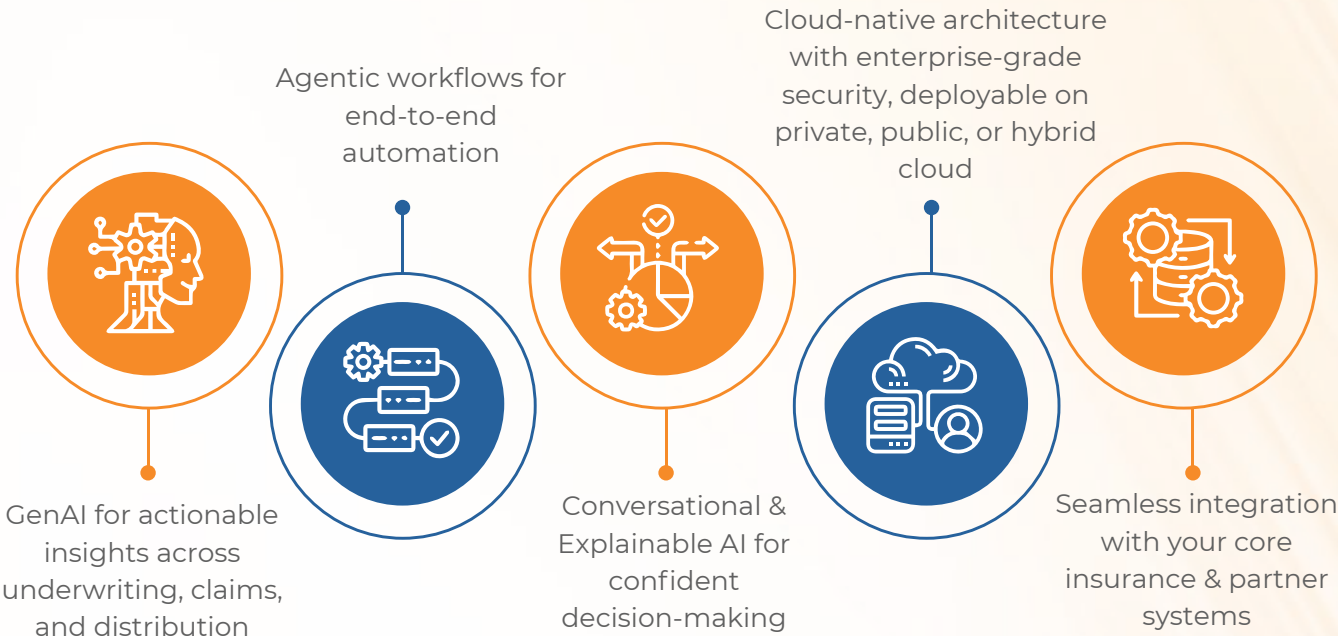 GenAI for actionable
insights across
underwriting, claims,
and distribution
Agentic workflows for
end-to-end
automation
Conversational &
Explainable AI for
confident
decision-making
Cloud-native architecture
with enterprise-grade
security, deployable on
private, public, or hybrid
cloud
Seamless integration
with your core
insurance & partner
systems